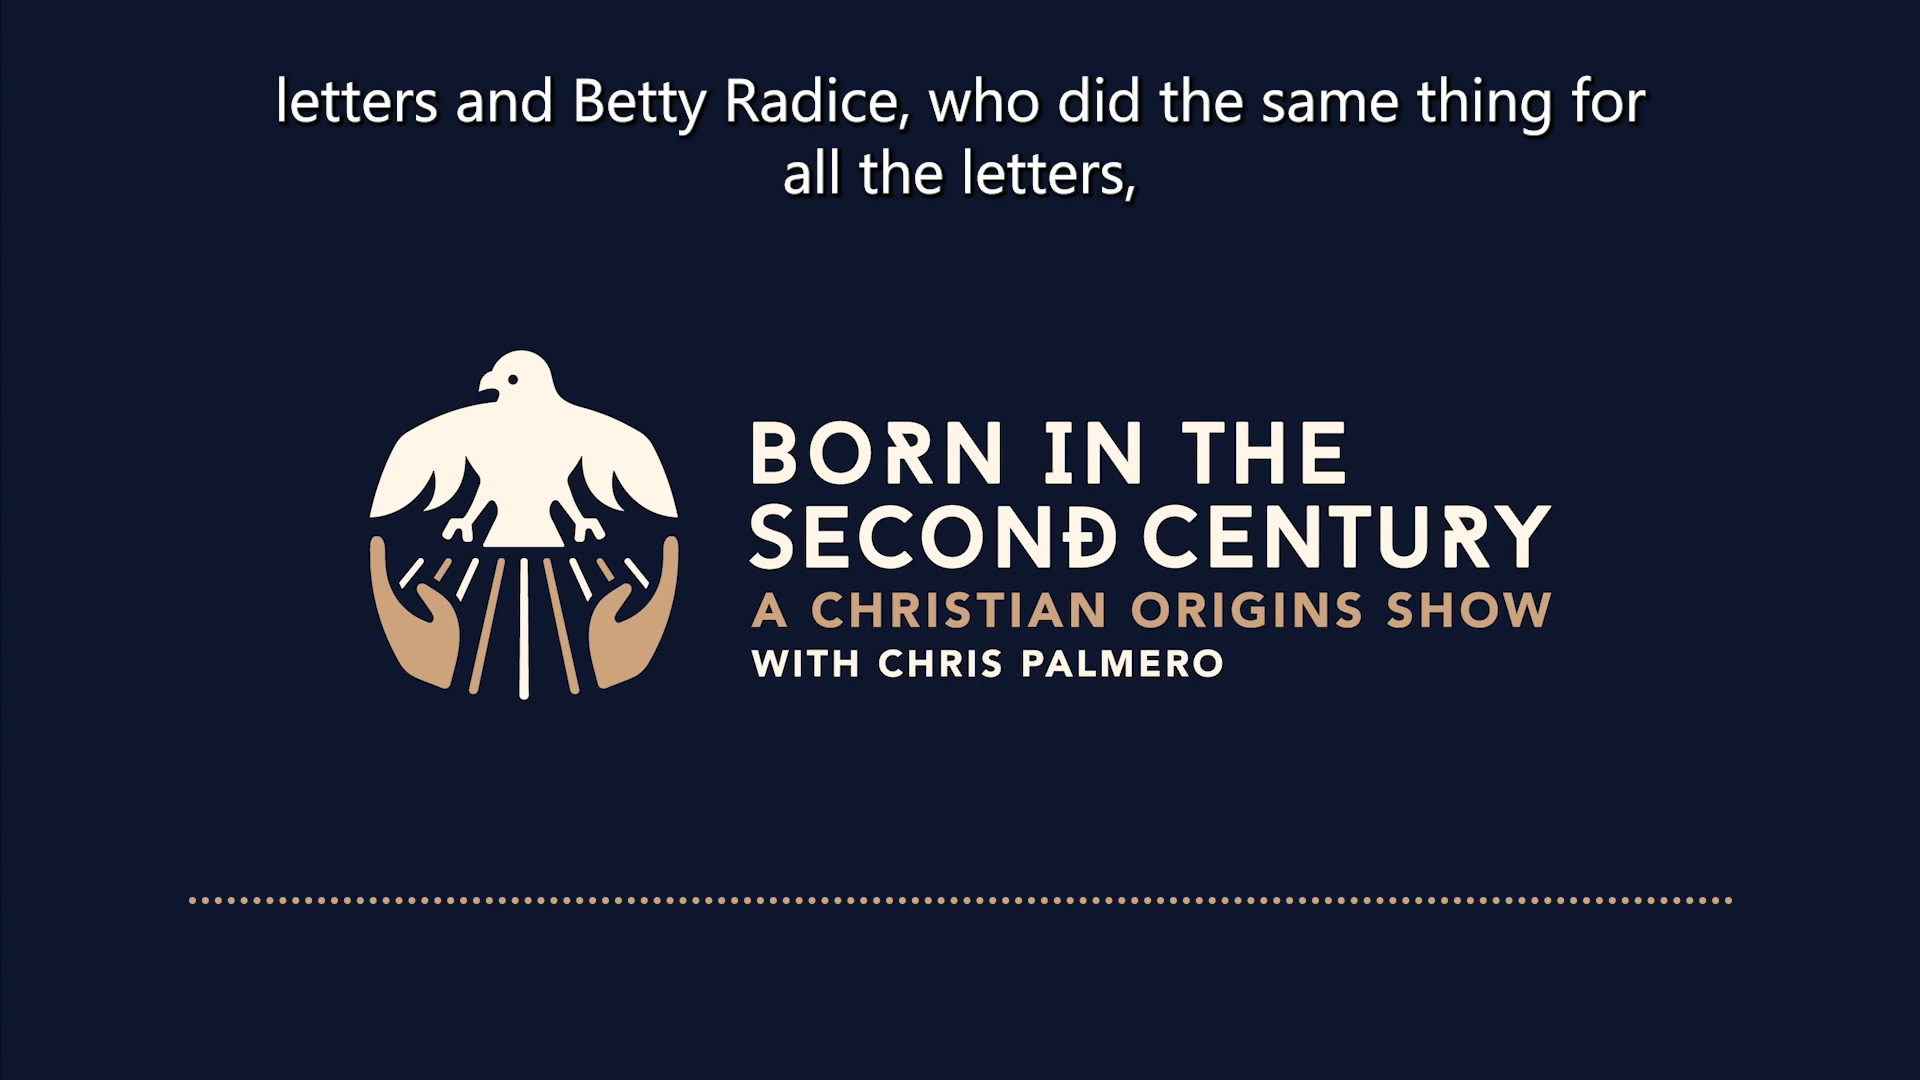 letters and Betty Radice, who did the same thing for
all the letters,
BORN IN THE
SECOND CENTURY
A CHRISTIAN ORIGINS SHOW
WITH CHRIS PALMERO